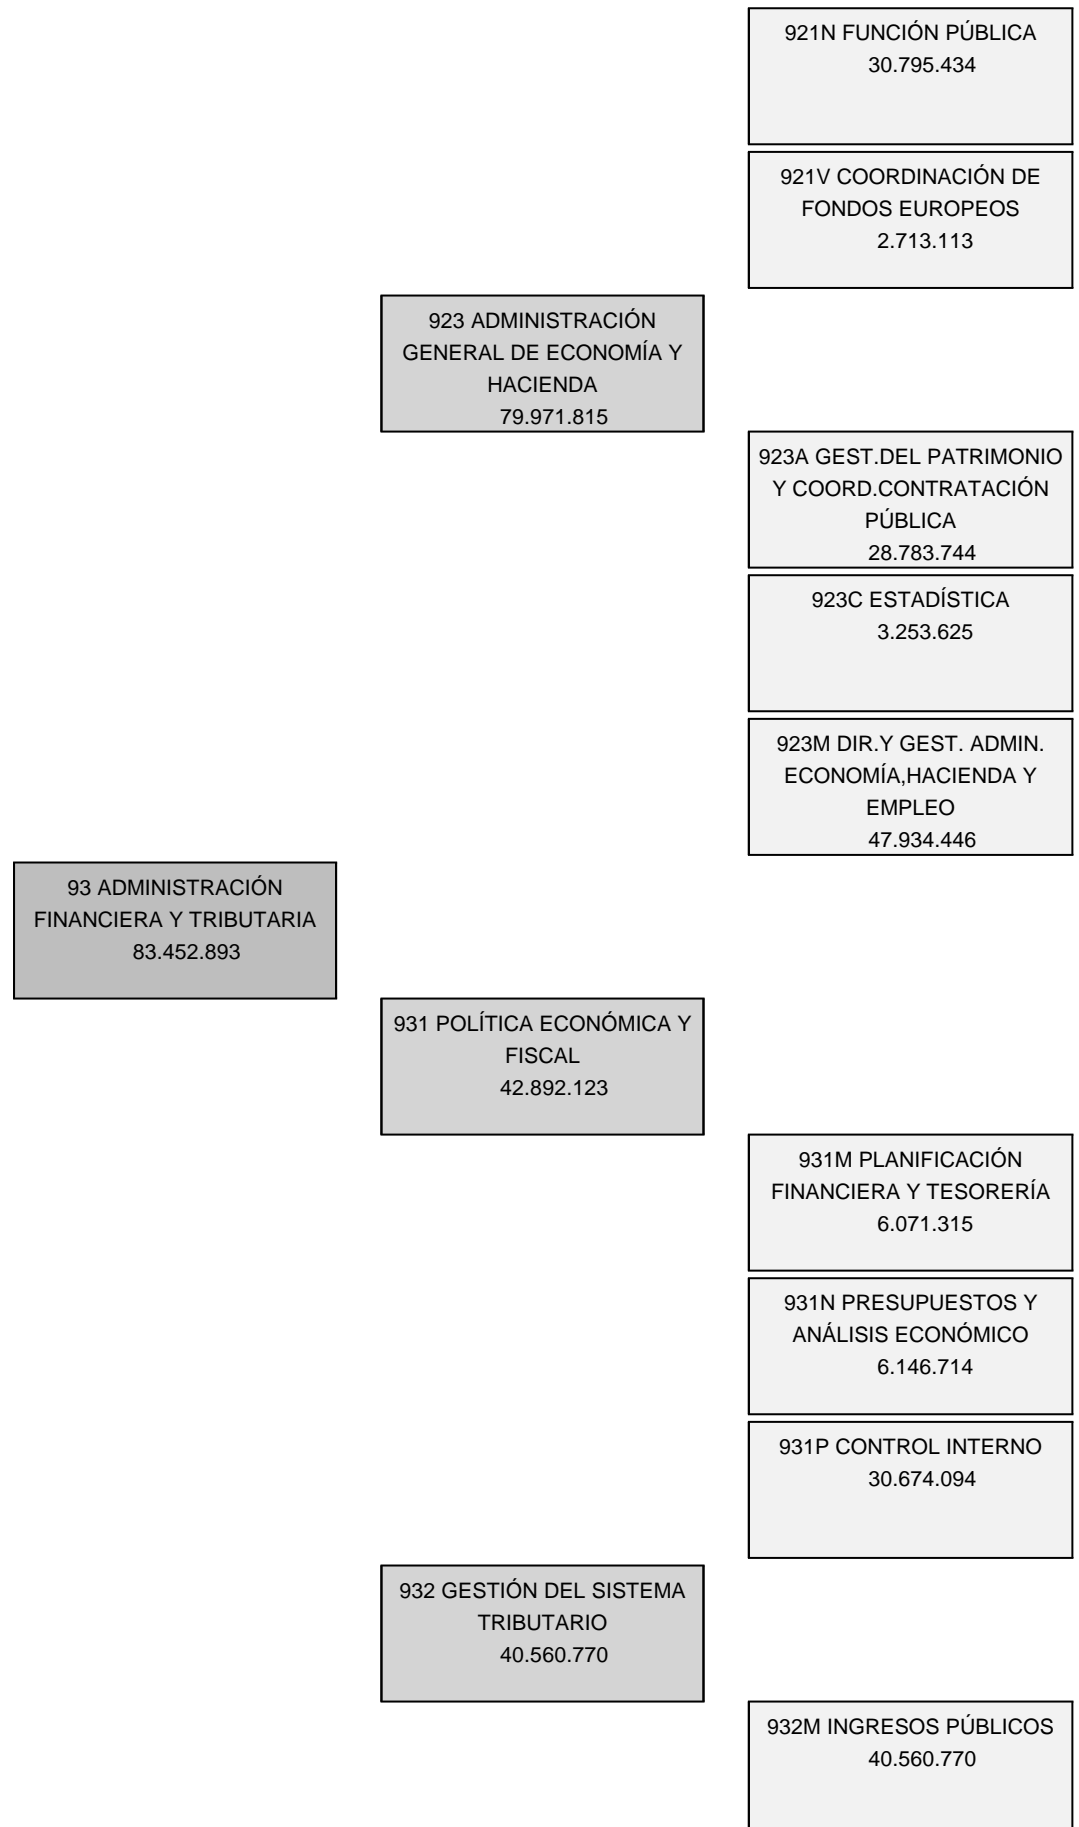 921N FUNCIÓN PÚBLICA
30.795.434
921V COORDINACIÓN DE
FONDOS EUROPEOS
2.713.113
923 ADMINISTRACIÓN
GENERAL DE ECONOMÍA Y
HACIENDA
79.971.815
923A GEST.DEL PATRIMONIO
Y COORD.CONTRATACIÓN
PÚBLICA
28.783.744
923C ESTADÍSTICA
3.253.625
923M DIR.Y GEST. ADMIN.
ECONOMÍA,HACIENDA Y
EMPLEO
47.934.446
93 ADMINISTRACIÓN
FINANCIERA Y TRIBUTARIA
83.452.893
931 POLÍTICA ECONÓMICA Y
FISCAL
42.892.123
931M PLANIFICACIÓN
FINANCIERA Y TESORERÍA
6.071.315
931N PRESUPUESTOS Y
ANÁLISIS ECONÓMICO
6.146.714
931P CONTROL INTERNO
30.674.094
932 GESTIÓN DEL SISTEMA
TRIBUTARIO
40.560.770
932M INGRESOS PÚBLICOS
40.560.770